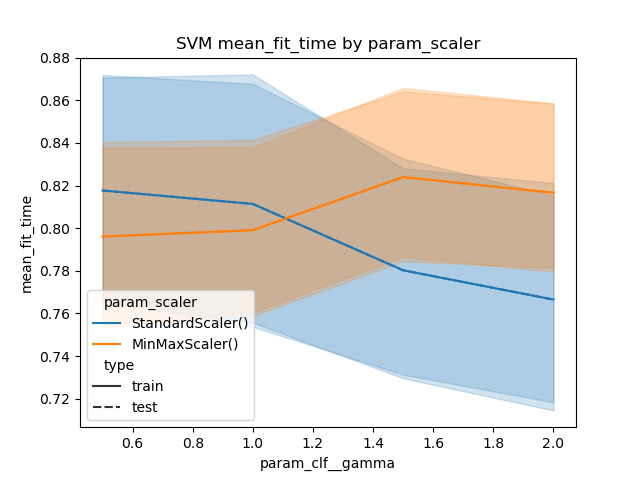 SVM mean_fit_time by param_scaler
mean_fit_time
0.88
0.86
0.84
0.82
0.80
0.78
0.76
0.74
0.72
param_scaler
StandardScaler()
MinMaxScaler()
type
train
test
0.6 0.8 1.0 1.2 1.4 1.6 1.8 2.0
param_clf__gamma